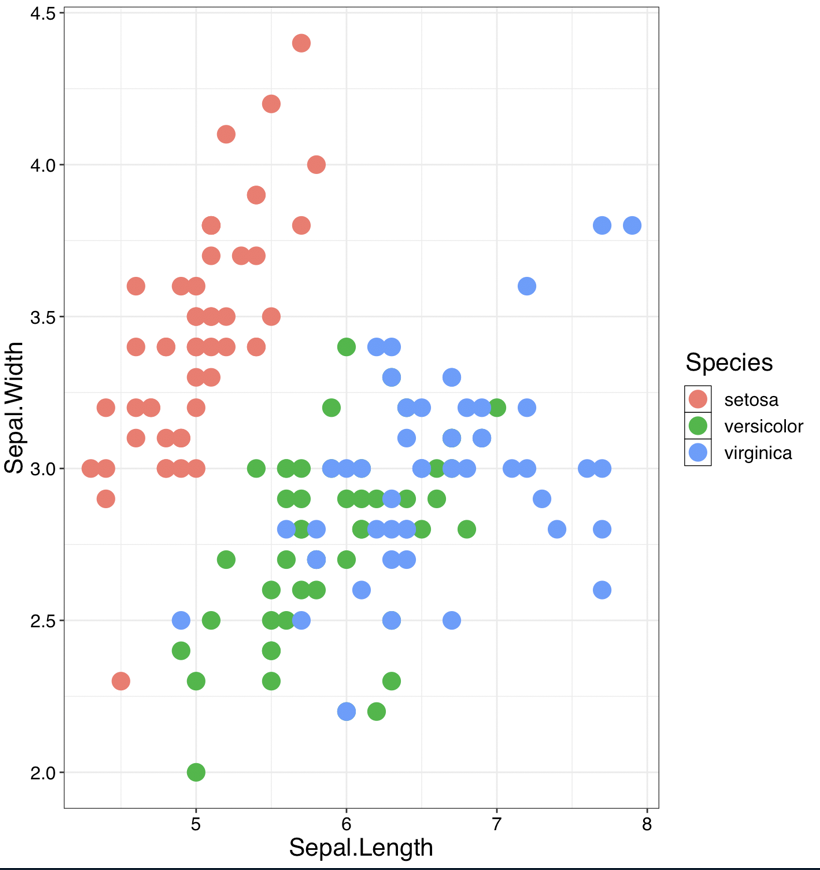 4.5
4.0
3.5
3.0
2.5
2.0
Sepal.Width
5 6 7 8
Sepal.Length
Species
setosa
versicolor
virginica